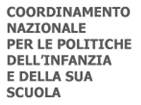 COORDINAMENTO
NAZIONALE
PER LE POLITICHE
DELL'INFANZIA
E DELLA SUA
SCUOLA